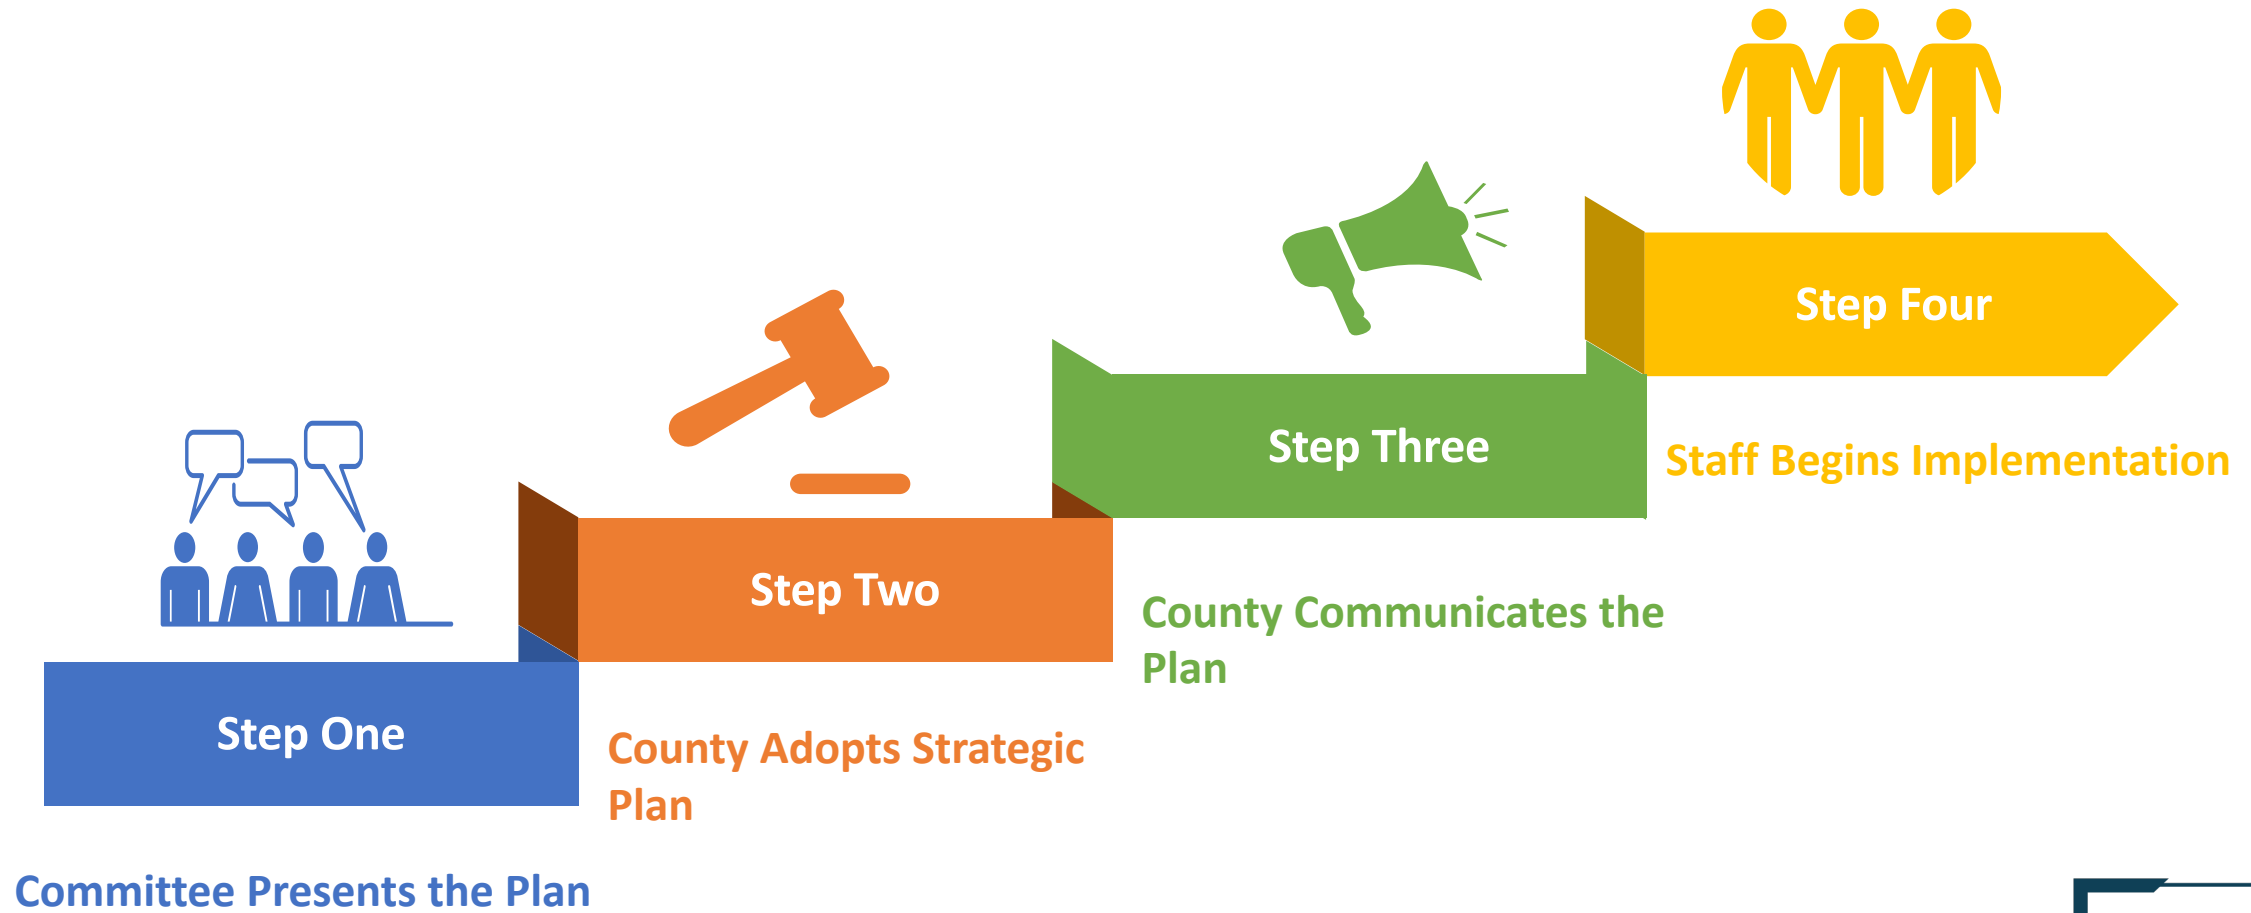 Step One
Committee Presents the Plan
Step Two
County Adopts Strategic
Plan
Step Three
County Communicates the
Plan
Step Four
Staff Begins Implementation